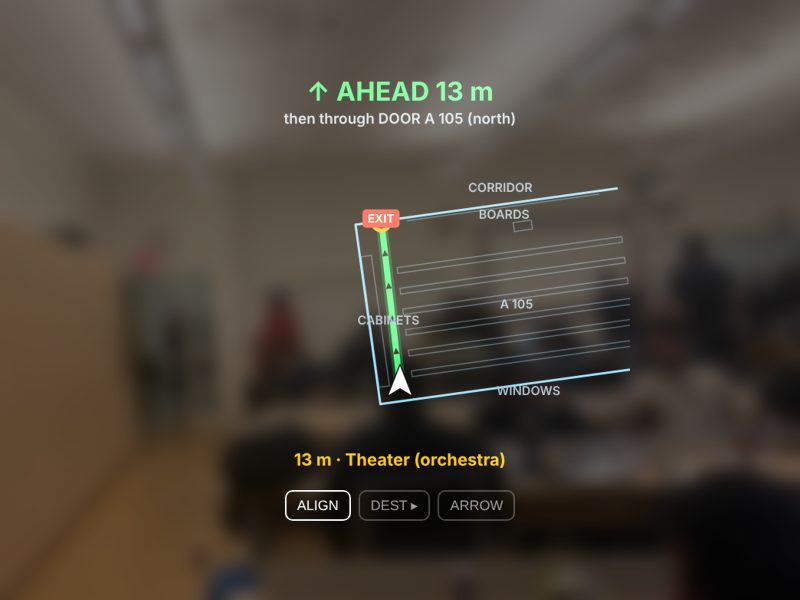 ↑ AHEAD 13 m
then through DOOR A 105 (north)
CORRIDOR
EXIT
BOARDS
A 105
CABINETS
WINDOWS
13 m · Theater (orchestra)
ALIGN
DEST ▸
ARROW